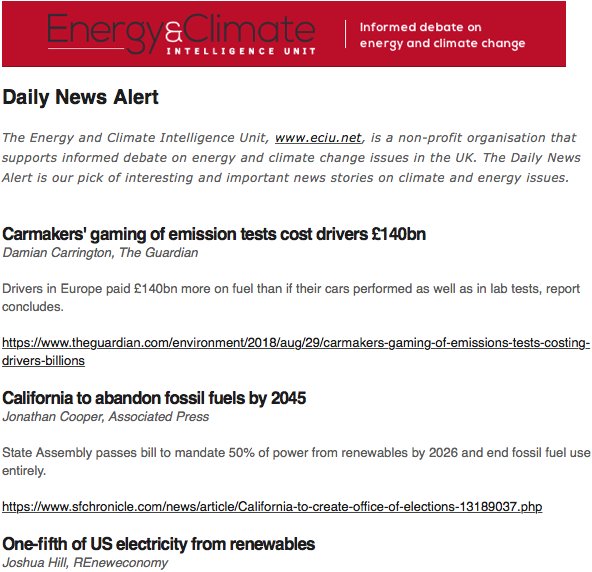 Energy&Climate
INTELLIGENCE UNIT
Informed debate on
energy and climate change
Daily News Alert
The Energy and Climate Intelligence Unit, www.eciu.net, is a non-profit organisation that
supports informed debate on energy and climate change issues in the UK. The Daily News
Alert is our pick of interesting and important news stories on climate and energy issues.
Carmakers' gaming of emission tests cost drivers £140bn
Damian Carrington, The Guardian
Drivers in Europe paid £140bn more on fuel than if their cars performed as well as in lab tests, report
concludes.
https://www.theguardian.com/environment/2018/aug/29/carmakers-gaming-of-emissions-tests-costing-
drivers-billions
California to abandon fossil fuels by 2045
Jonathan Cooper, Associated Press
State Assembly passes bill to mandate 50% of power from renewables by 2026 and end fossil fuel use
entirely.
https://www.sfchronicle.com/news/article/California-to-create-office-of-elections-13189037.php
One-fifth of US electricity from renewables
Joshua Hill, REneweconomy